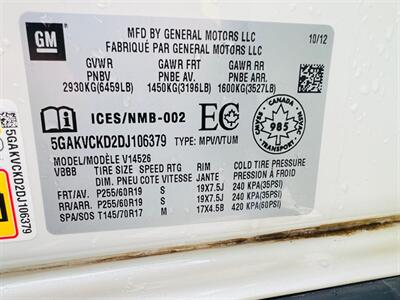 GM
MFD BY GENERAL MOTORS LLC
10/12
FABRIQUÉ PAR GENERAL MOTORS LLC
GVWR GAWR FRT GAWR RR
PNBV PNBE AV. PNBE AR.
2930KG(6459LB) 1450KG(3196LB) 1600KG(3527LB)
ICES/NMB-002 EC
CANADA
985
TRANSPORT
5GAKVCKD2DJ106379 TYPE: MPV/VTUM
MODEL/MODÈLE V14526
VBBB TIRE SIZE SPEED RTG RIM COLD TIRE PRESSURE
DIM. PNEU COTE VITESSE JANTE PRESSION À FROID
FRT/AV. P255/60R19 S 19X7.5J 240 KPA(35PSI)
RR/ARR. P255/60R19 S 19X7.5J 240 KPA(35PSI)
SPA/SOS T145/70R17 M 17X4.5B 420 KPA(60PSI)
5GAKVCKD2DJ106379